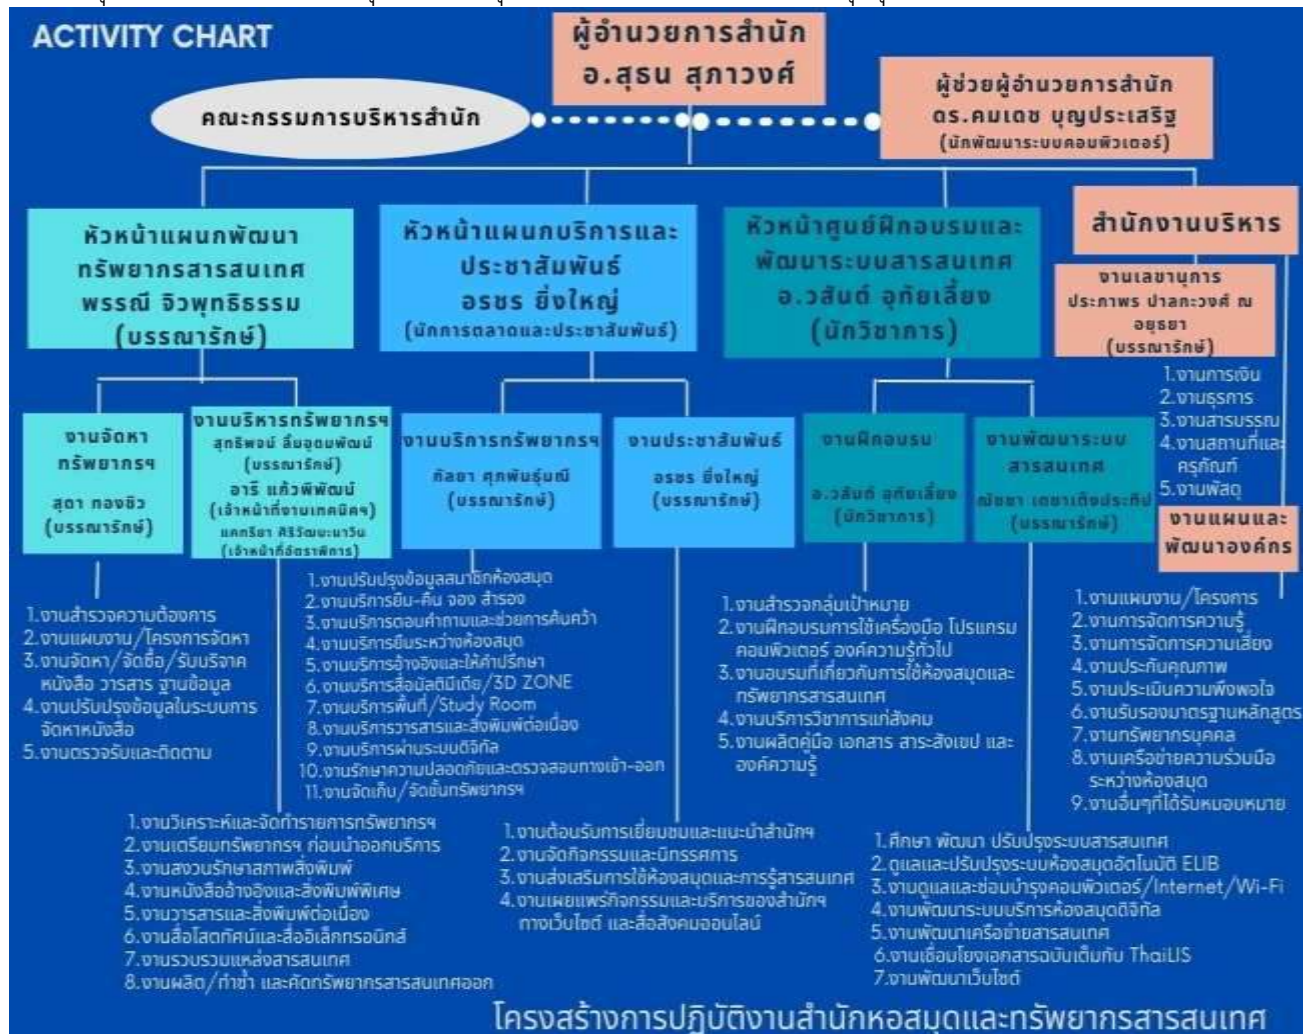 ACTIVITY CHART
ผู้อำนวยการสำนัก
อ.สุธน สุภาวงศ์
คณะกรรมการบริหารสำนัก
ผู้ช่วยผู้อำนวยการสำนัก
ดร.คมเดช บุญประเสริฐ
(นักพัฒนาระบบคอมพิวเตอร์)
หัวหน้าแผนกพัฒนา
ทรัพยากรสารสนเทศ
พรรณี จิวพุทธิธรรม
(บรรณารักษ์)
หัวหน้าแผนกบริการและ
ประชาสัมพันธ์
อรชร ยิ่งใหญ่
(นักการตลาดและประชาสัมพันธ์)
หัวหน้าศูนย์ฝึกอบรมและ
พัฒนาระบบสารสนเทศ
อ.วสันต์ อุทัยเลี้ยง
(นักวิชาการ)
สำนักงานบริหาร
งานเลขานุการ
ประภาพร ปาลกะวงศ์ ณ
อยุธยา
(บรรณารักษ์)
1.งานการเงิน
2.งานธุรการ
3.งานสารบรรณ
4.งานสถานที่และ
ครุภัณฑ์
5.งานพัสดุ
งานจัดหา
ทรัพยากรฯ
สุดา ทองชิว
(บรรณารักษ์)
งานบริหารทรัพยากรฯ
สุทธิพจน์ ลิ้มอุดมพัฒน์
(บรรณารักษ์)
อารี แก้วพิพัฒน์
(เจ้าหน้าที่งานเทคนิคฯ)
แคทรียา ศิริวัฒนะนาวิน
(เจ้าหน้าที่อัตราพิการ)
งานบริการทรัพยากรฯ
กัลยา ศุภพันธุ์มณี
(บรรณารักษ์)
งานประชาสัมพันธ์
อรชร ยิ่งใหญ่
(บรรณารักษ์)
งานฝึกอบรม
อ.วสันต์ อุทัยเลี้ยง
(นักวิชาการ)
งานพัฒนาระบบ
สารสนเทศ
ณัชชา เดชาเถิงประทีป
(บรรณารักษ์)
งานแผนและ
พัฒนาองค์กร
1.งานสำรวจความต้องการ
2.งานแผนงาน/โครงการจัดหา
3.งานจัดหา/จัดซื้อ/รับบริจาค
หนังสือ วารสาร ฐานข้อมูล
4.งานปรับปรุงข้อมูลในระบบการ
จัดหาหนังสือ
5.งานตรวจรับและติดตาม
1.งานปรับปรุงข้อมูลสมาชิกห้องสมุด
2.งานบริการยืม-คืน จอง สำรอง
3.งานบริการตอบคำถามและช่วยการค้นคว้า
4.งานบริการยืมระหว่างห้องสมุด
5.งานบริการอ้างอิงและให้คำปรึกษา
6.งานบริการสื่อมัลติมีเดีย/3D ZONE
7.งานบริการพื้นที่/Study Room
8.งานบริการวารสารและสิ่งพิมพ์ต่อเนื่อง
9.งานบริการผ่านระบบดิจิทัล
10.งานรักษาความปลอดภัยและตรวจสอบทางเข้า-ออก
11.งานจัดเก็บ/จัดชั้นทรัพยากรฯ
1.งานสำรวจกลุ่มเป้าหมาย
2.งานฝึกอบรมการใช้เครื่องมือ โปรแกรม
คอมพิวเตอร์ องค์ความรู้ทั่วไป
3.งานอบรมที่เกี่ยวกับการใช้ห้องสมุดและ
ทรัพยากรสารสนเทศ
4.งานบริการวิชาการแก่สังคม
5.งานผลิตคู่มือ เอกสาร สาระสังเขป และ
องค์ความรู้
1.งานแผนงาน/โครงการ
2.งานการจัดการความรู้
3.งานการจัดการความเสี่ยง
4.งานประกันคุณภาพ
5.งานประเมินความพึงพอใจ
6.งานรับรองมาตรฐานหลักสูตร
7.งานทรัพยากรบุคคล
8.งานเครือข่ายความร่วมมือ
ระหว่างห้องสมุด
9.งานอื่นๆที่ได้รับหมอบหมาย
1.งานวิเคราะห์และจัดทำรายการทรัพยากรฯ
2.งานเตรียมทรัพยากรฯ ก่อนนำออกบริการ
3.งานสงวนรักษาสภาพสิ่งพิมพ์
4.งานหนังสืออ้างอิงและสิ่งพิมพ์พิเศษ
5.งานวารสารและสิ่งพิมพ์ต่อเนื่อง
6.งานสื่อโสตทัศน์และสื่ออิเล็กทรอนิกส์
7.งานรวบรวมแหล่งสารสนเทศ
8.งานผลิต/ทำซ้ำ และคัดทรัพยากรสารสนเทศออก
1.งานต้อนรับการเยี่ยมชมและแนะนำสำนักฯ
2.งานจัดกิจกรรมและนิทรรศการ
3.งานส่งเสริมการใช้ห้องสมุดและการรู้สารสนเทศ
4.งานเผยแพร่กิจกรรมและบริการของสำนักฯ
ทางเว็บไซต์ และสื่อสังคมออนไลน์
1.ศึกษา พัฒนา ปรับปรุงระบบสารสนเทศ
2.ดูแลและปรับปรุงระบบห้องสมุดอัตโนมัติ ELIB
3.งานดูแลและซ่อมบำรุงคอมพิวเตอร์/Internet/Wi-Fi
4.งานพัฒนาระบบบริการห้องสมุดดิจิทัล
5.งานพัฒนาเครือข่ายสารสนเทศ
6.งานเชื่อมโยงเอกสารฉบับเต็มกับ ThaiLIS
7.งานพัฒนาเว็บไซต์
โครงสร้างการปฏิบัติงานสำนักหอสมุดและทรัพยากรสารสนเทศ